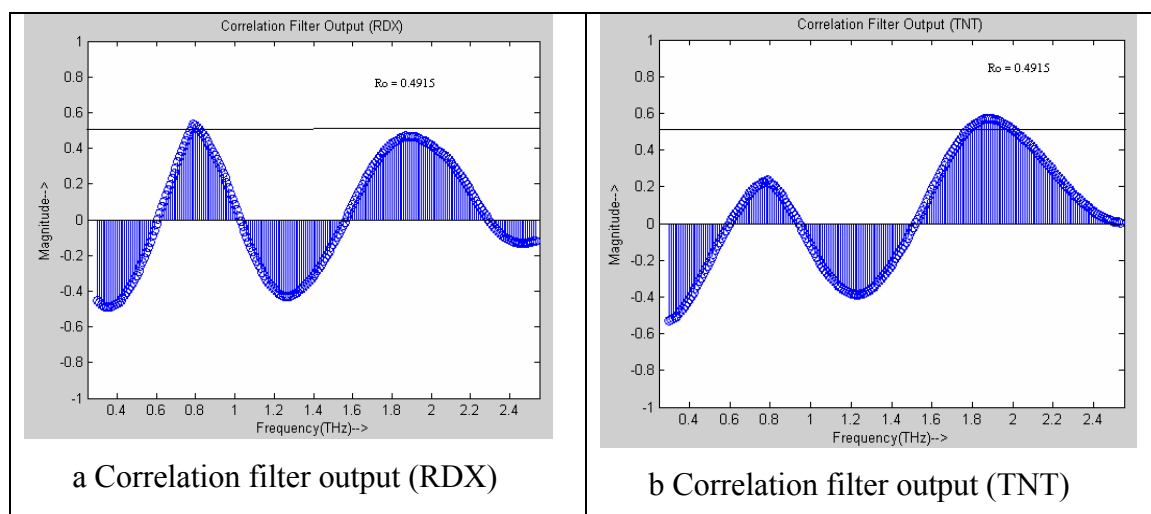 Correlation Filter Output (RDX)
Ro = 0.4915
1
0.8
0.6
0.4
0.2
0
-0.2
-0.4
-0.6
-0.8
-1
Magnitude-->
0.4 0.6 0.8 1 1.2 1.4 1.6 1.8 2 2.2 2.4
Frequency(THz)-->
a Correlation filter output (RDX)
Correlation Filter Output (TNT)
Ro = 0.4915
1
0.8
0.6
0.4
0.2
0
-0.2
-0.4
-0.6
-0.8
-1
Magnitude-->
0.4 0.6 0.8 1 1.2 1.4 1.6 1.8 2 2.2 2.4
Frequency(THz)-->
b Correlation filter output (TNT)